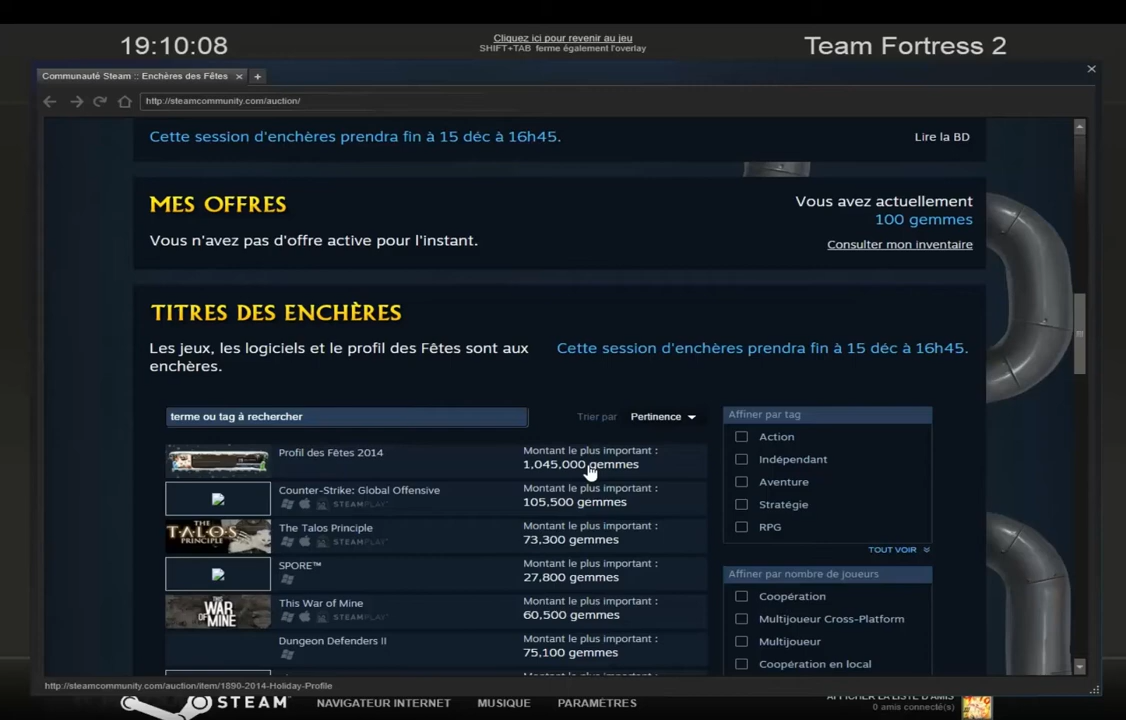 19:10:08
Cliquez ici pour revenir au jeu
SHIFT+TAB ferme également l'overlay
Team Fortress 2
Communauté Steam :: Enchères des Fêtes
http://steamcommunity.com/auction/
Cette session d'enchères prendra fin à 15 déc à 16h45.
Lire la BD
MES OFFRES
Vous avez actuellement
100 gemmes
Vous n'avez pas d'offre active pour l'instant.
Consulter mon inventaire
TITRES DES ENCHÈRES
Les jeux, les logiciels et le profil des Fêtes sont aux
enchères.
Cette session d'enchères prendra fin à 15 déc à 16h45.
terme ou tag à rechercher
Trier par Pertinence
Affiner par tag
Action
Indépendant
Aventure
Stratégie
RPG
TOUT VOIR
Profil des Fêtes 2014
Montant le plus important :
1,045,000 gemmes
Counter-Strike: Global Offensive
STEAMPLAY
Montant le plus important :
105,500 gemmes
THE TALOS PRINCIPLE
The Talos Principle
STEAMPLAY
Montant le plus important :
73,300 gemmes
SPORE™
Montant le plus important :
27,800 gemmes
THIS WAR OF MINE
This War of Mine
STEAMPLAY
Montant le plus important :
60,500 gemmes
Dungeon Defenders II
Montant le plus important :
75,100 gemmes
Affiner par nombre de joueurs
Coopération
Multijoueur Cross-Platform
Multijoueur
Coopération en local
http://steamcommunity.com/auction/item/1890-2014-Holiday-Profile
STEAM
NAVIGATEUR INTERNET
MUSIQUE
PARAMÈTRES
AFFICHER LA LISTE D'AMIS
0 amis connecté(s)